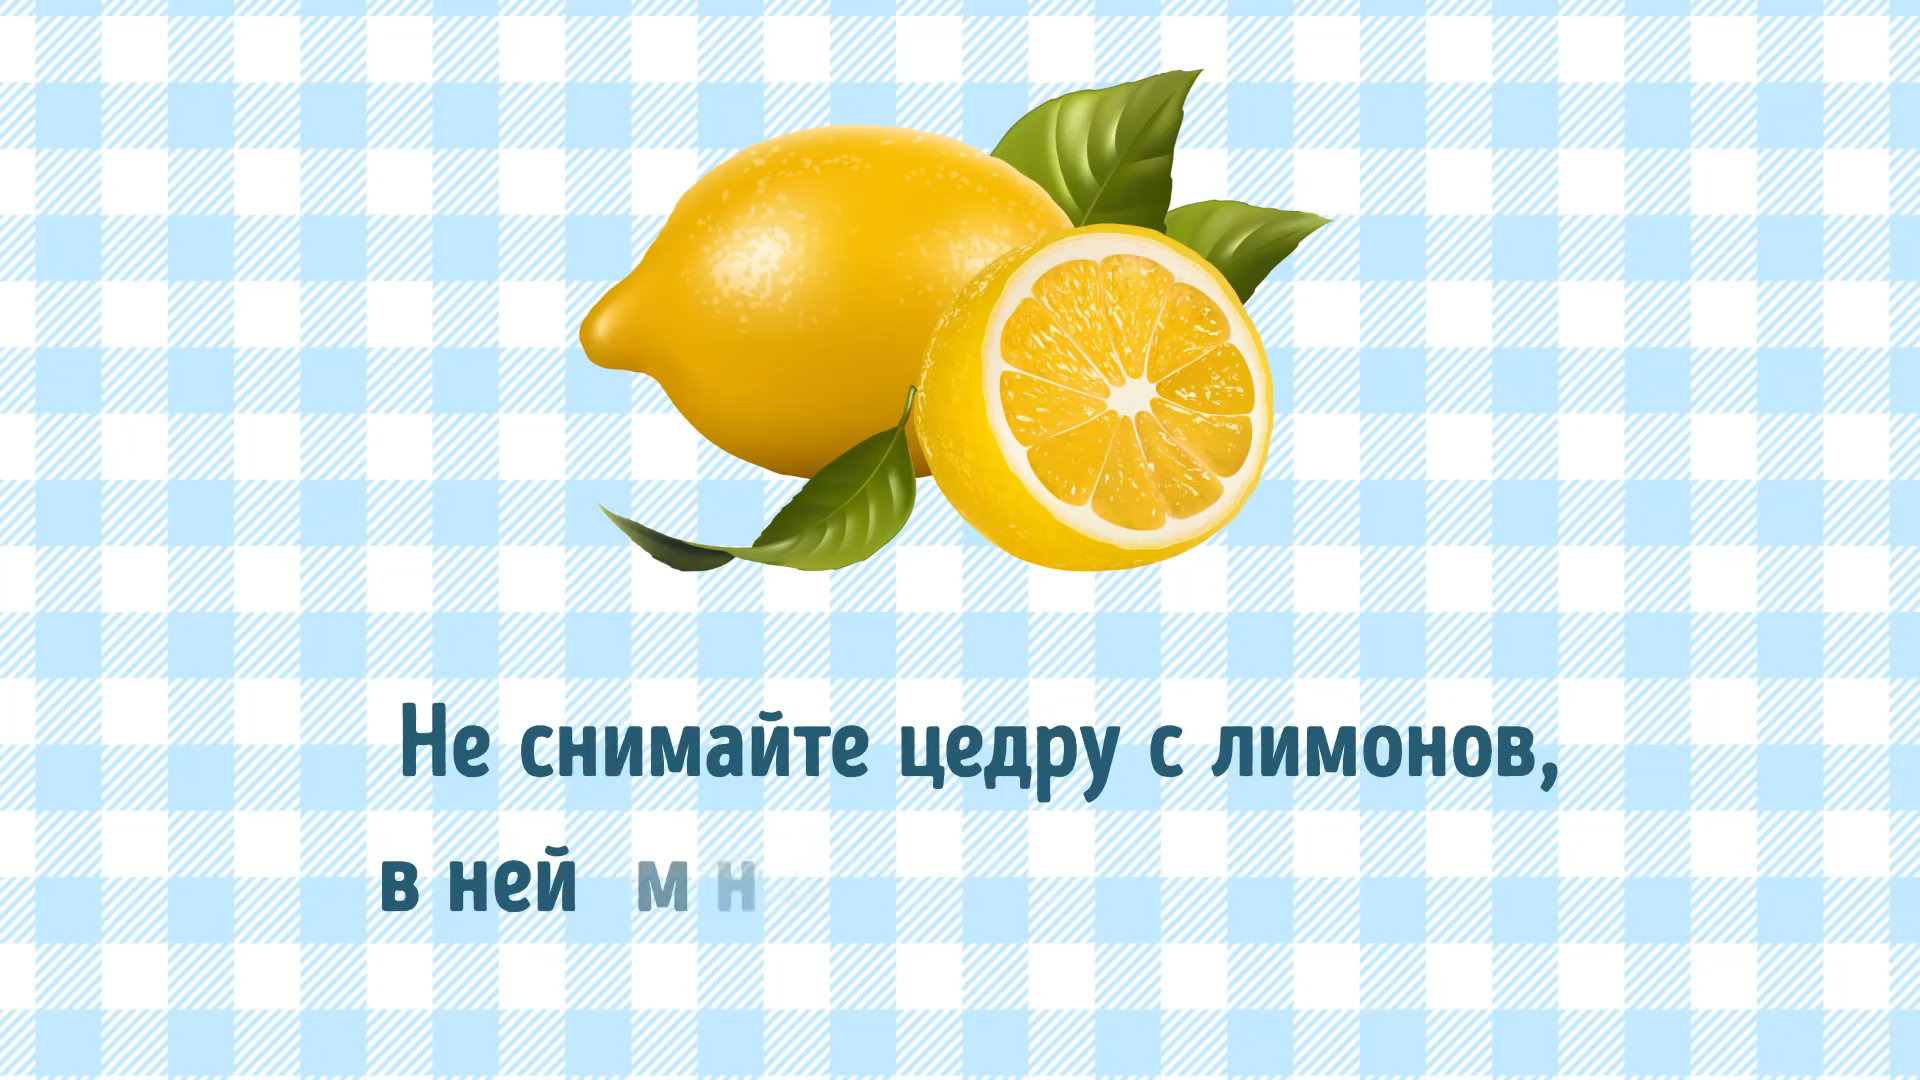 Не снимайте цедру с лимонов,
в ней